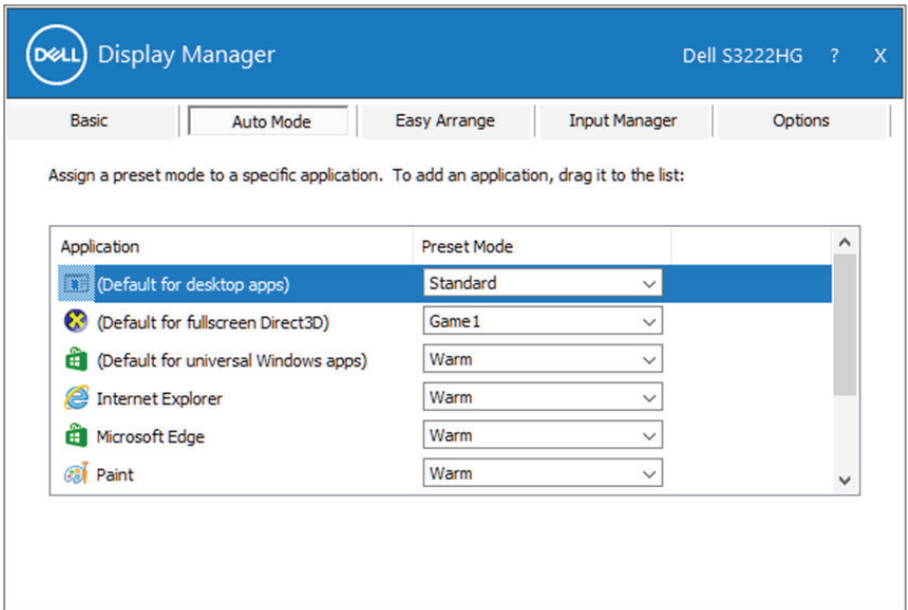 DELL Display Manager Dell S3222HG ? X
Basic Auto Mode Easy Arrange Input Manager Options
Assign a preset mode to a specific application. To add an application, drag it to the list:
Application Preset Mode
(Default for desktop apps) Standard
(Default for fullscreen Direct3D) Game1
(Default for universal Windows apps) Warm
Internet Explorer Warm
Microsoft Edge Warm
Paint Warm